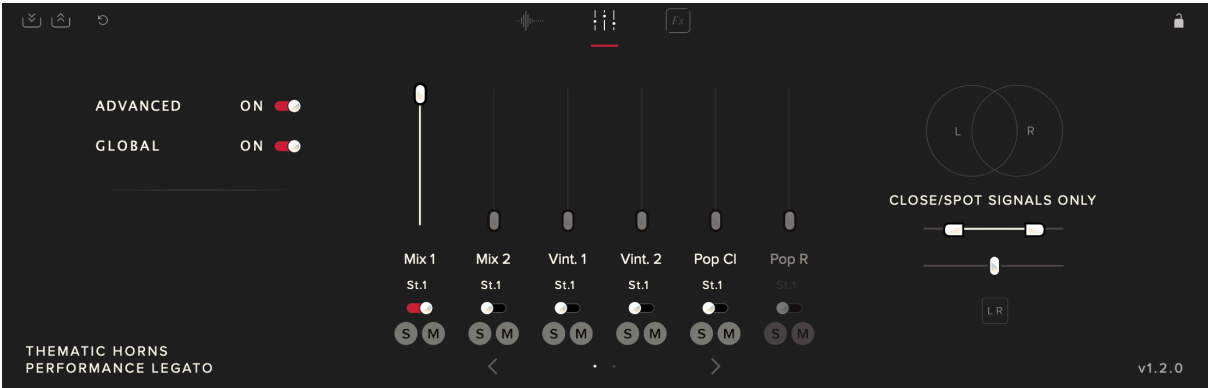 Fx
ADVANCED ON
GLOBAL ON
L R
CLOSE/SPOT SIGNALS ONLY
Mix 1 Mix 2 Vint. 1 Vint. 2 Pop Cl Pop R
St.1 St.1 St.1 St.1 St.1 St.1
S M S M S M S M S M S M
L R
THEMATIC HORNS
PERFORMANCE LEGATO
v1.2.0